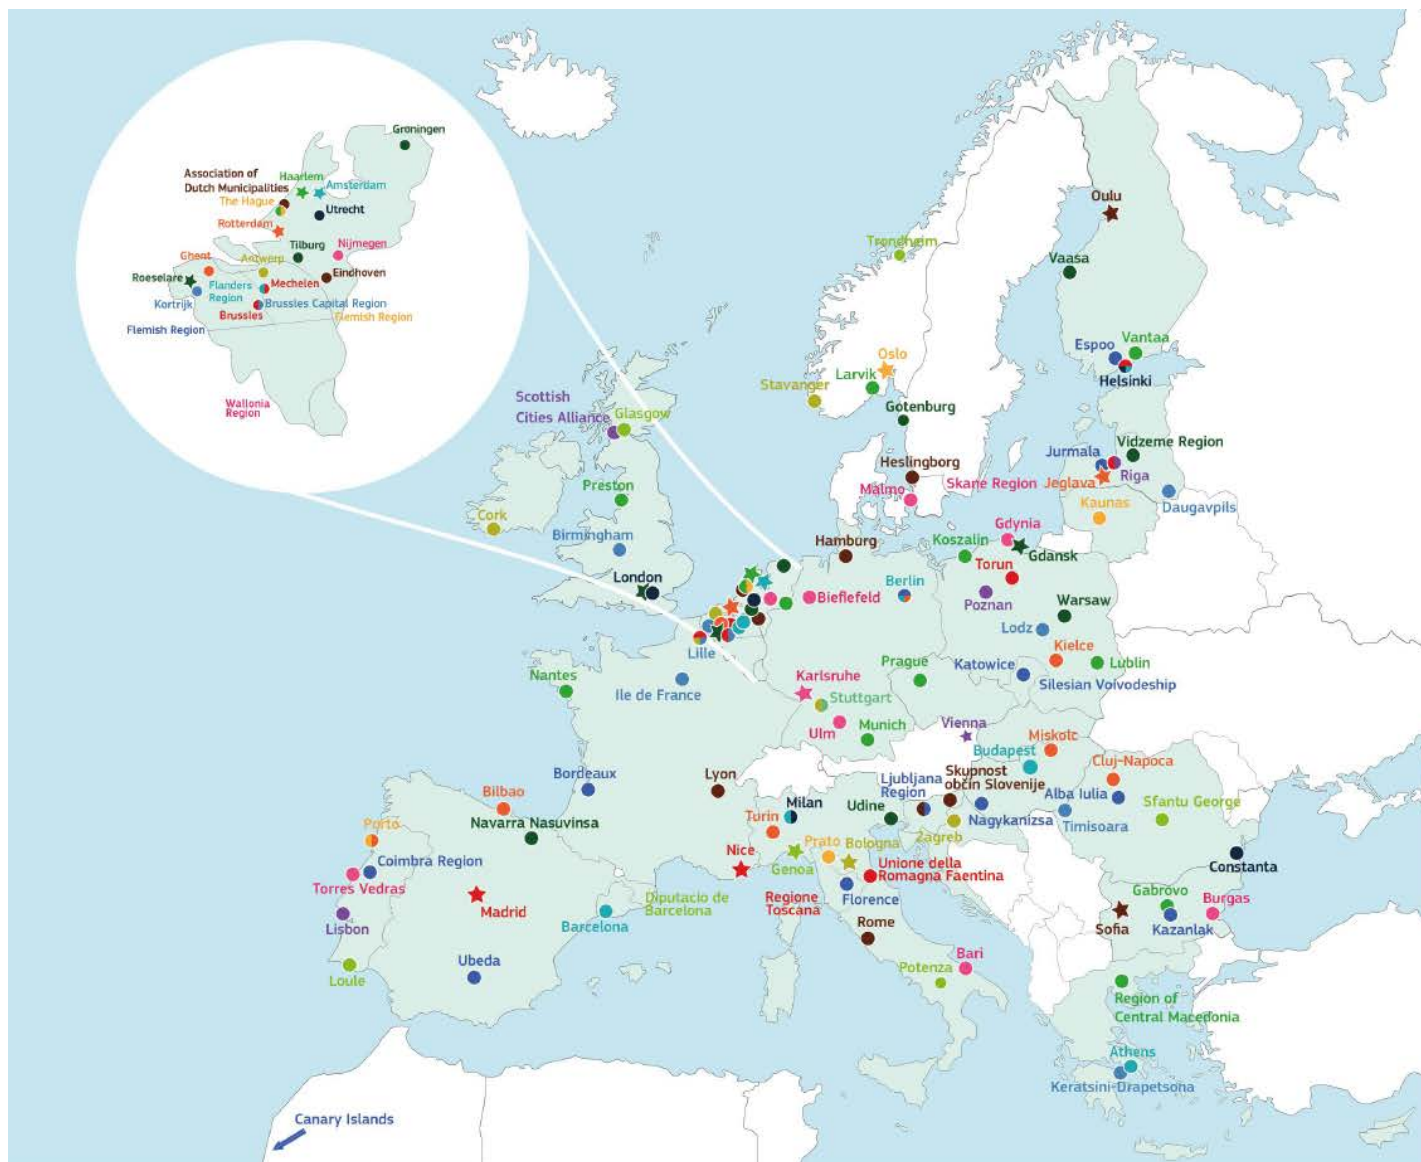 Groningen
Association of
Dutch Municipalities
Haarlem
Amsterdam
The Hague
Utrecht
Rotterdam
Tilburg
Nijmegen
Ghent
Antwerp
Eindhoven
Roeselare
Flanders
Region
Mechelen
Kortrijk
Brussles Capital Region
Brussles
Flemish Region
Flemish Region
Wallonia
Region
Oulu
Trondheim
Vaasa
Espoo
Vantaa
Helsinki
Oslo
Larvik
Stavanger
Gotenburg
Scottish
Cities Alliance
Glasgow
Vidzeme Region
Jurmala
Riga
Jeglava
Heslingborg
Malmo
Skane Region
Daugavpils
Kaunas
Preston
Cork
Birmingham
London
Gdynia
Gdansk
Koszalin
Hamburg
Torun
Berlin
Bieflefeld
Poznan
Warsaw
Lodz
Kielce
Lublin
Lille
Nantes
Ile de France
Prague
Katowice
Silesian Voivodeship
Karlsruhe
Stuttgart
Ulm
Munich
Vienna
Miskolc
Budapest
Cluj-Napoca
Bordeaux
Lyon
Ljubljana
Region
Skupnost
občin Slovenije
Alba Iulia
Sfantu George
Bilbao
Milan
Udine
Nagykanizsa
Timisoara
Turin
Porto
Navarra Nasuvinsa
Zagreb
Prato
Bologna
Nice
Genoa
Unione della
Romagna Faentina
Constanta
Coimbra Region
Torres Vedras
Madrid
Diputacio de
Barcelona
Regione
Toscana
Florence
Gabrovo
Burgas
Lisbon
Barcelona
Rome
Sofia
Kazanlak
Ubeda
Loule
Bari
Potenza
Region of
Central Macedonia
Athens
Keratsini-Drapetsona
Canary Islands